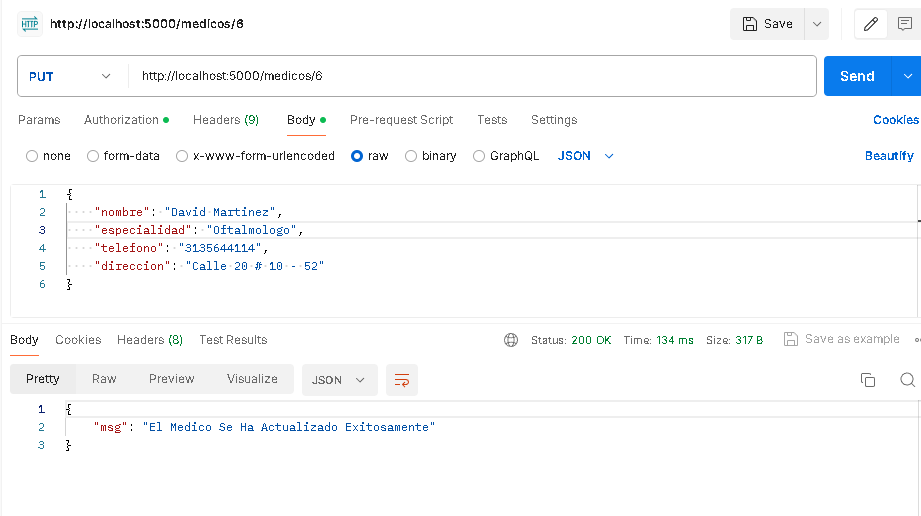 HTTP http://localhost:5000/medicos/6 Save
PUT http://localhost:5000/medicos/6 Send
Params Authorization Headers (9) Body Pre-request Script Tests Settings Cookies
none form-data x-www-form-urlencoded raw binary GraphQL JSON Beautify
1 {
2 "nombre": "David Martinez",
3 "especialidad": "Oftalmologo",
4 "telefono": "3135644114",
5 "direccion": "Calle 20 # 10 - 52"
6 }
Body Cookies Headers (8) Test Results Status: 200 OK Time: 134 ms Size: 317 B Save as example
Pretty Raw Preview Visualize JSON
1 {
2 "msg": "El Medico Se Ha Actualizado Exitosamente"
3 }